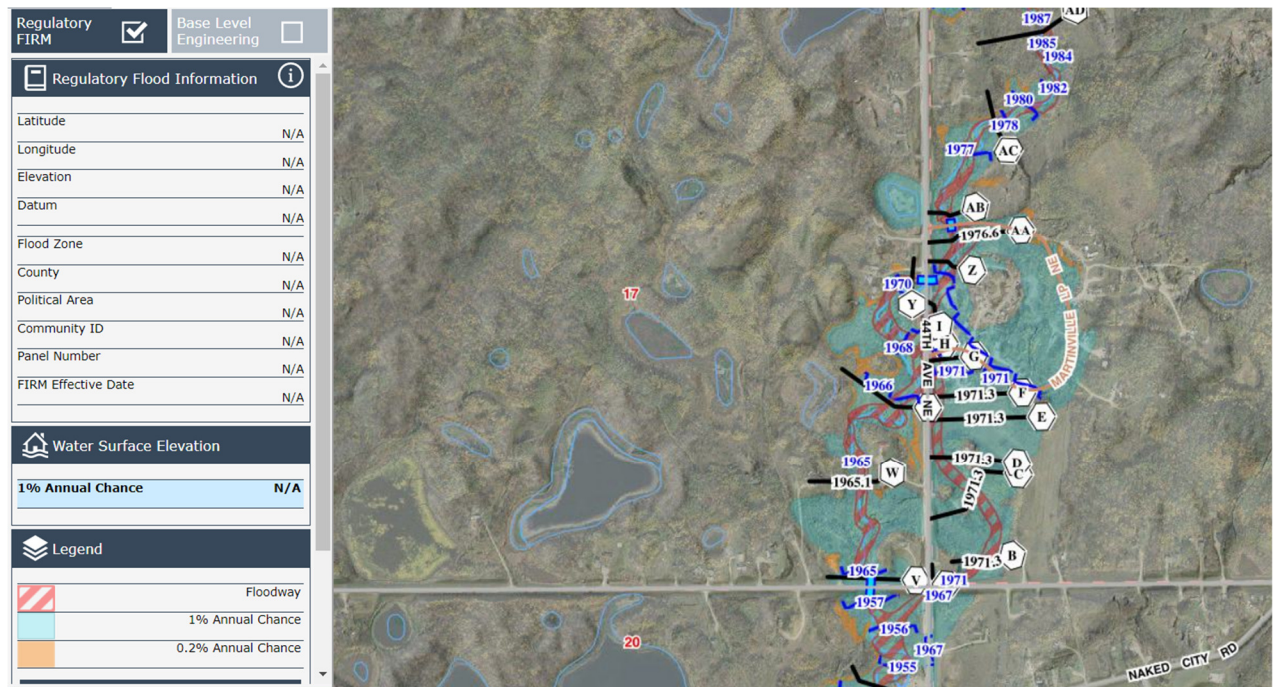 Regulatory
FIRM
Base Level
Engineering
Regulatory Flood Information
Latitude
N/A
Longitude
N/A
Elevation
N/A
Datum
N/A
Flood Zone
N/A
County
N/A
Political Area
N/A
Community ID
N/A
Panel Number
N/A
FIRM Effective Date
N/A
Water Surface Elevation
1% Annual Chance N/A
Legend
Floodway
1% Annual Chance
0.2% Annual Chance
AD
1987
1985
1984
1982
1980
1978
1977
AC
AB
1976.6 AA
Z
1970
Y
17
I
H
1968
G
1971
1971
1966
1971.3 F
1971.3 E
44TH AVE NE
MARTINVILLE LP NE
1971.3 D
C
1971.3
1965
W
1965.1
1971.3 B
1965
V
1971
1967
1957
1956
1967
1955
20
NAKED CITY RD